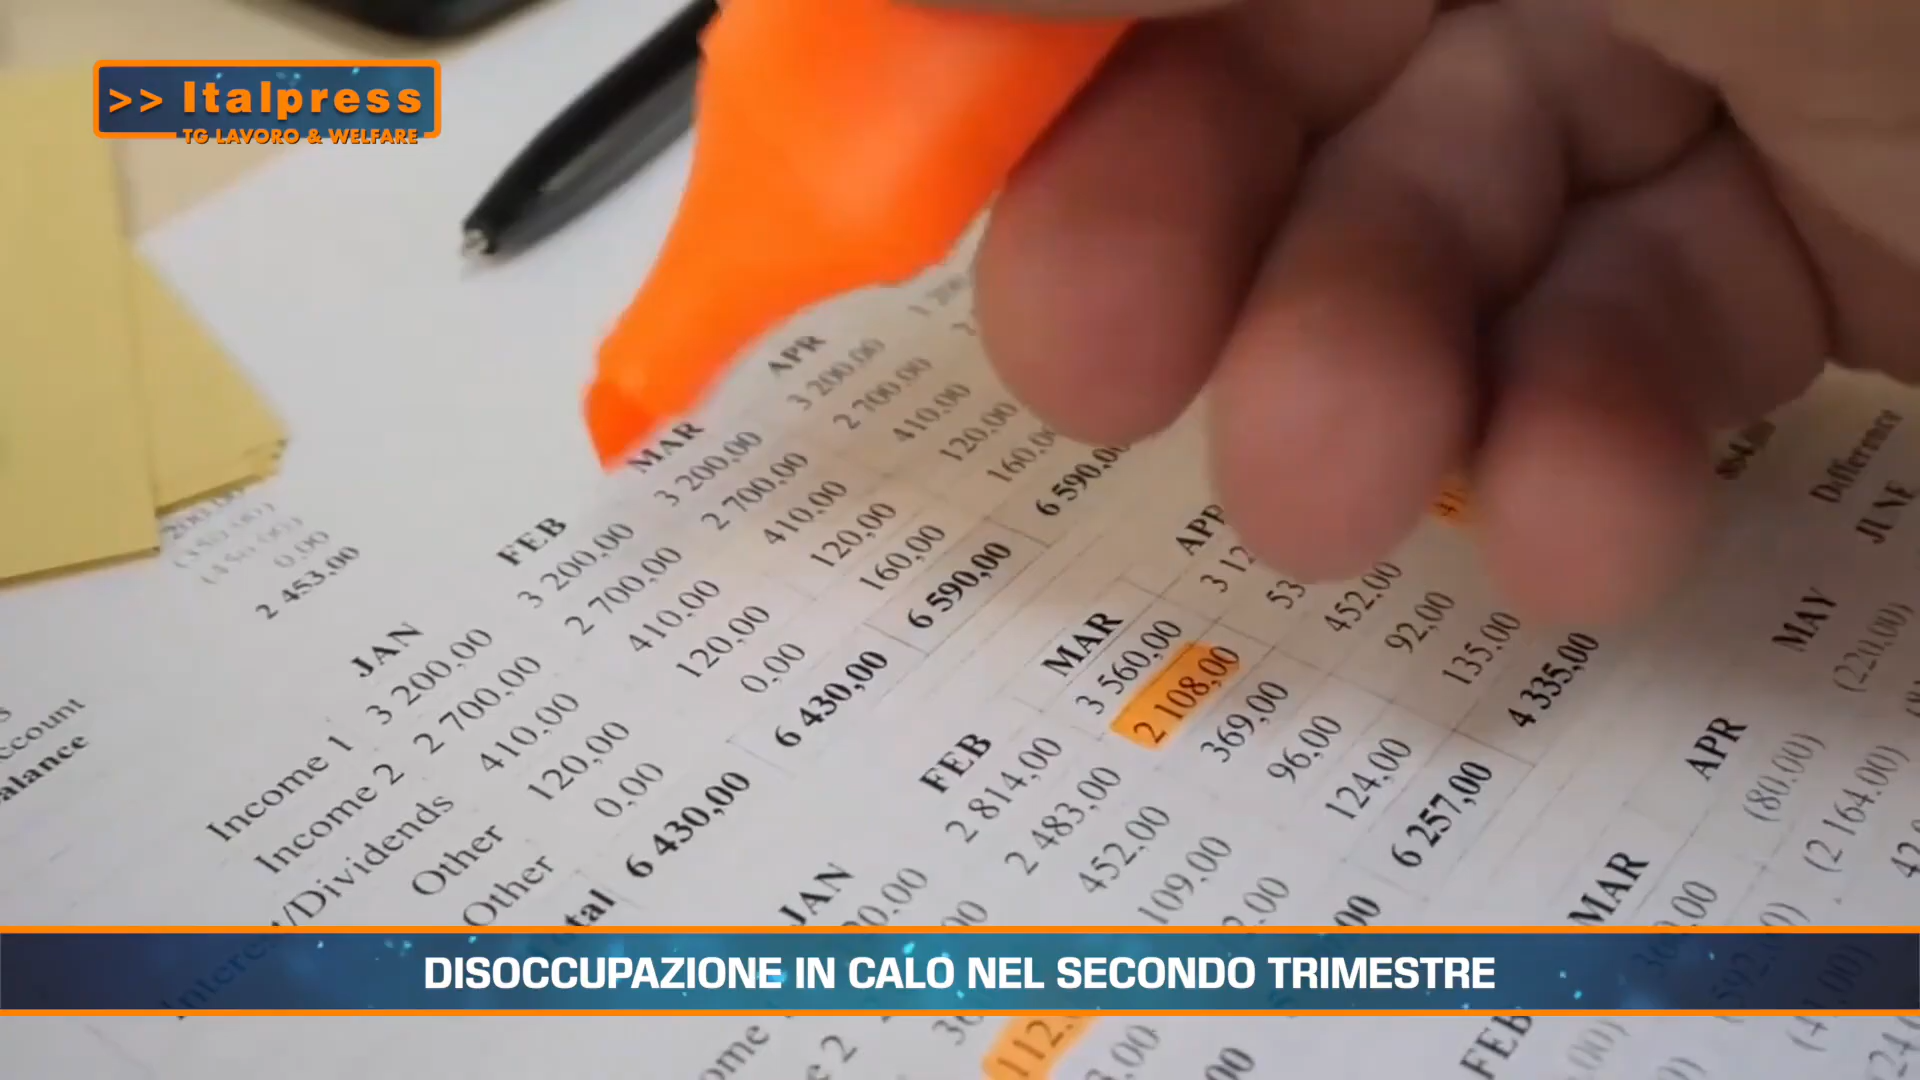 >> Italpress
TG LAVORO & WELFARE
2 453,00
JAN FEB MAR APR
Income 1 3 200,00 3 200,00 3 200,00 3 200,00
Income 2 2 700,00 2 700,00 2 700,00 2 700,00
/Dividends 410,00 410,00 410,00 410,00
Other 120,00 120,00 120,00 120,00
Other 0,00 0,00 160,00 160,00
6 430,00 6 430,00 6 590,00 6 590,00
JAN FEB MAR APR
2 814,00 3 560,00
2 483,00 2 108,00
452,00 369,00 452,00
109,00 96,00 92,00
124,00 135,00
6 257,00 4 335,00
Difference
FEB MAR APR MAY JUNE
(80.00) (220,00)
(2 164.00)
DISOCCUPAZIONE IN CALO NEL SECONDO TRIMESTRE